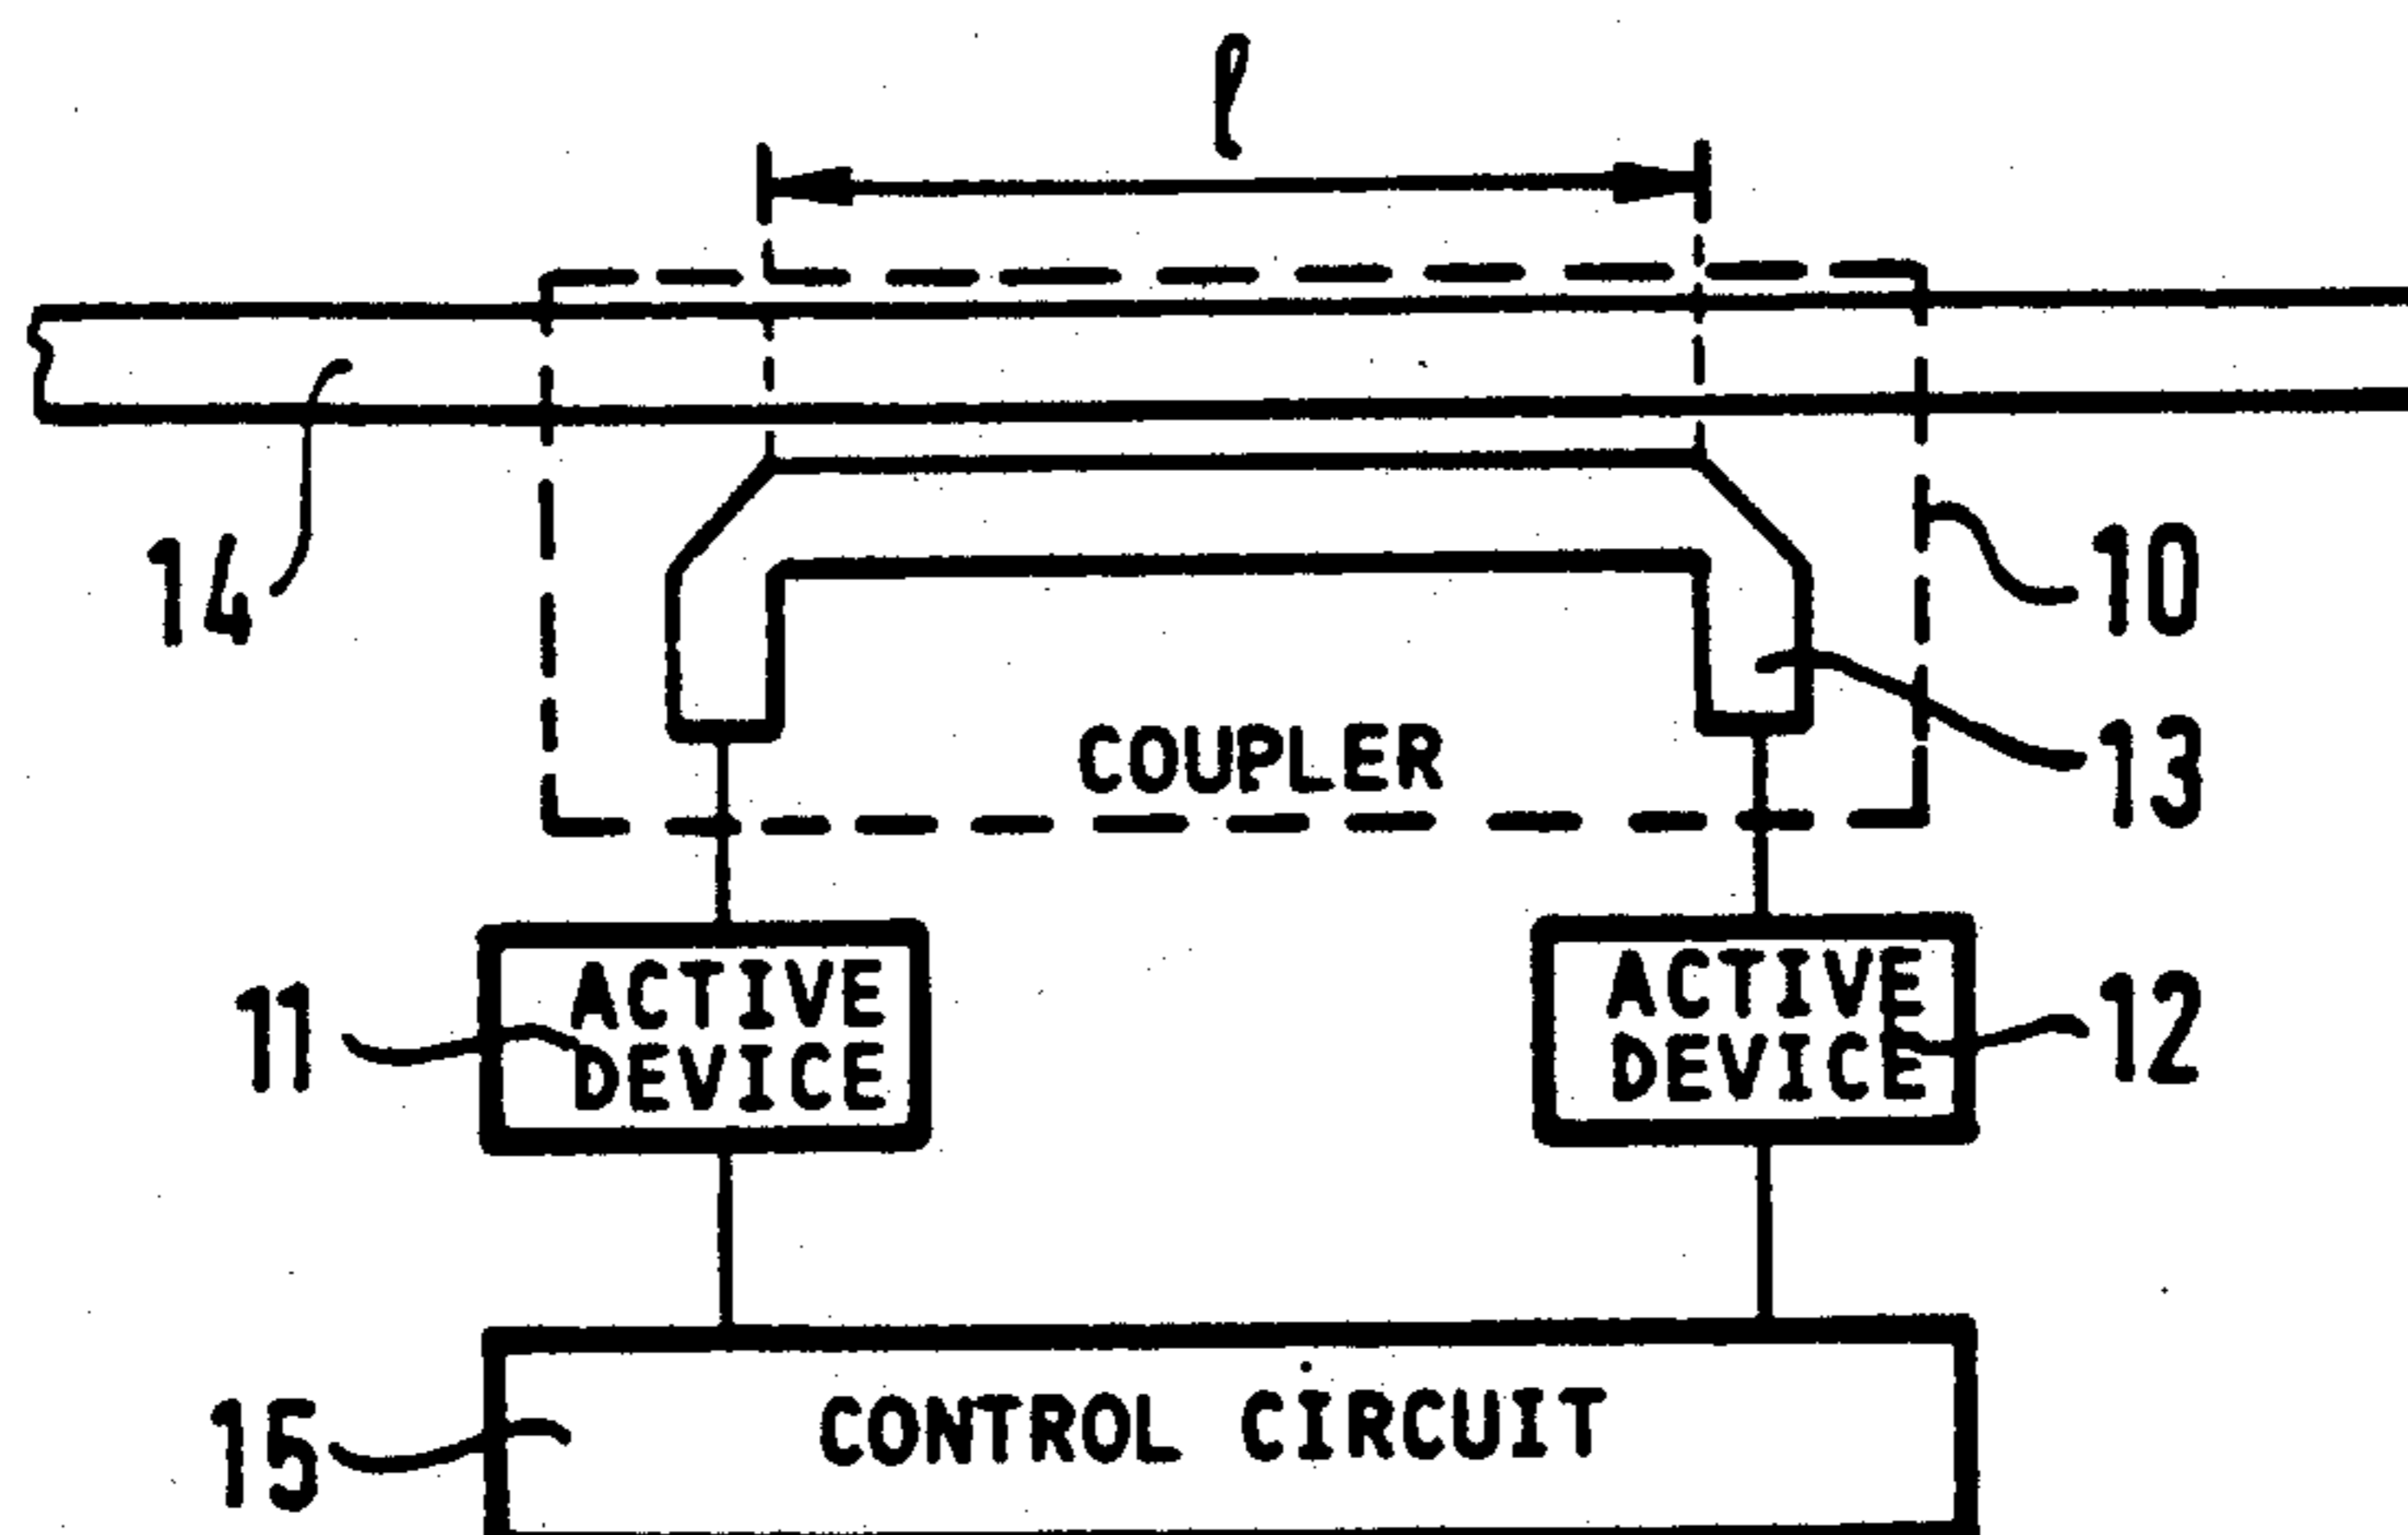 ℓ
14
10
COUPLER
13
11
ACTIVE
DEVICE
ACTIVE
DEVICE
12
15
CONTROL CIRCUIT